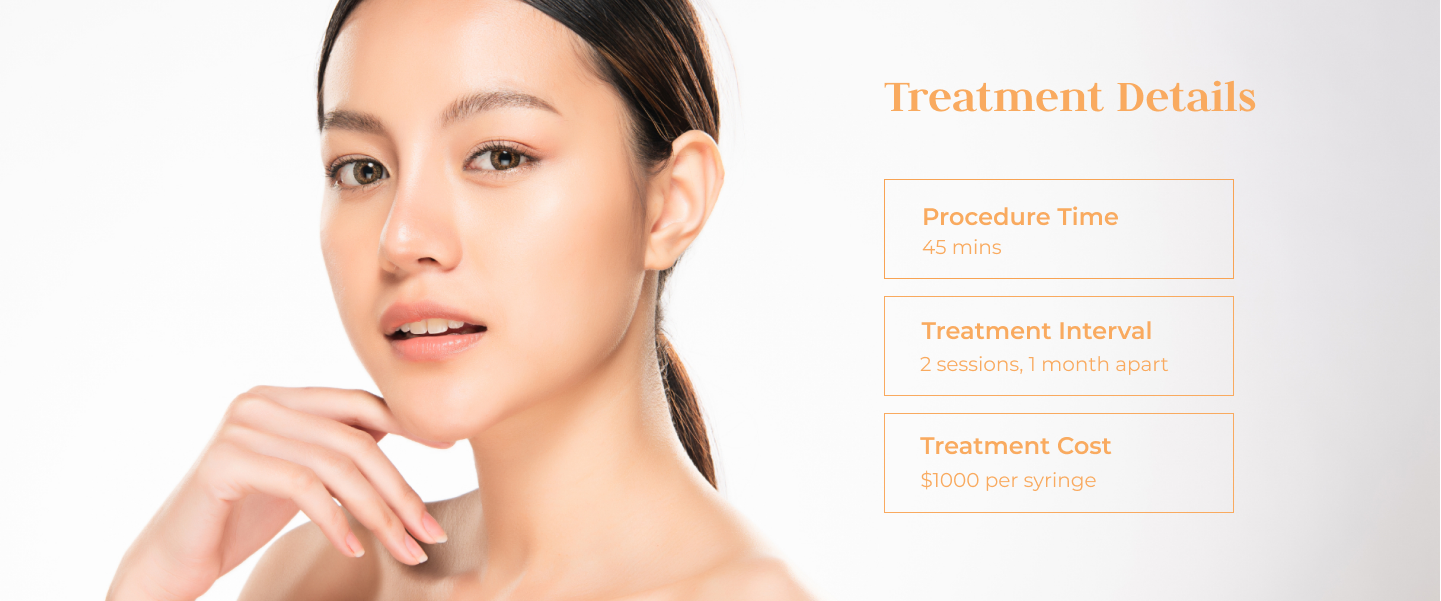 Treatment Details
Procedure Time
45 mins
Treatment Interval
2 sessions, 1 month apart
Treatment Cost
$1000 per syringe